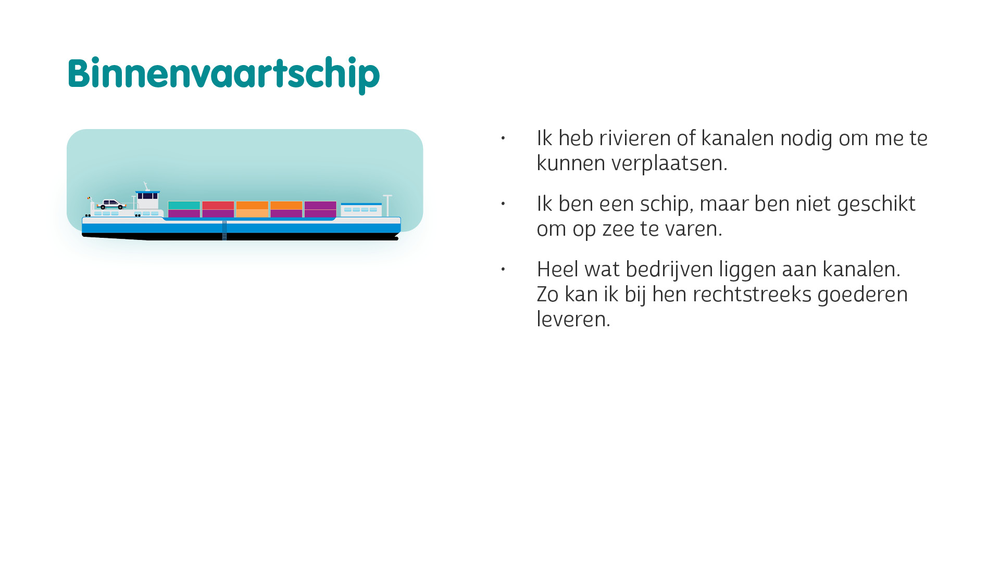 Binnenvaartschip
• Ik heb rivieren of kanalen nodig om me te
kunnen verplaatsen.
• Ik ben een schip, maar ben niet geschikt
om op zee te varen.
• Heel wat bedrijven liggen aan kanalen.
Zo kan ik bij hen rechtstreeks goederen
leveren.